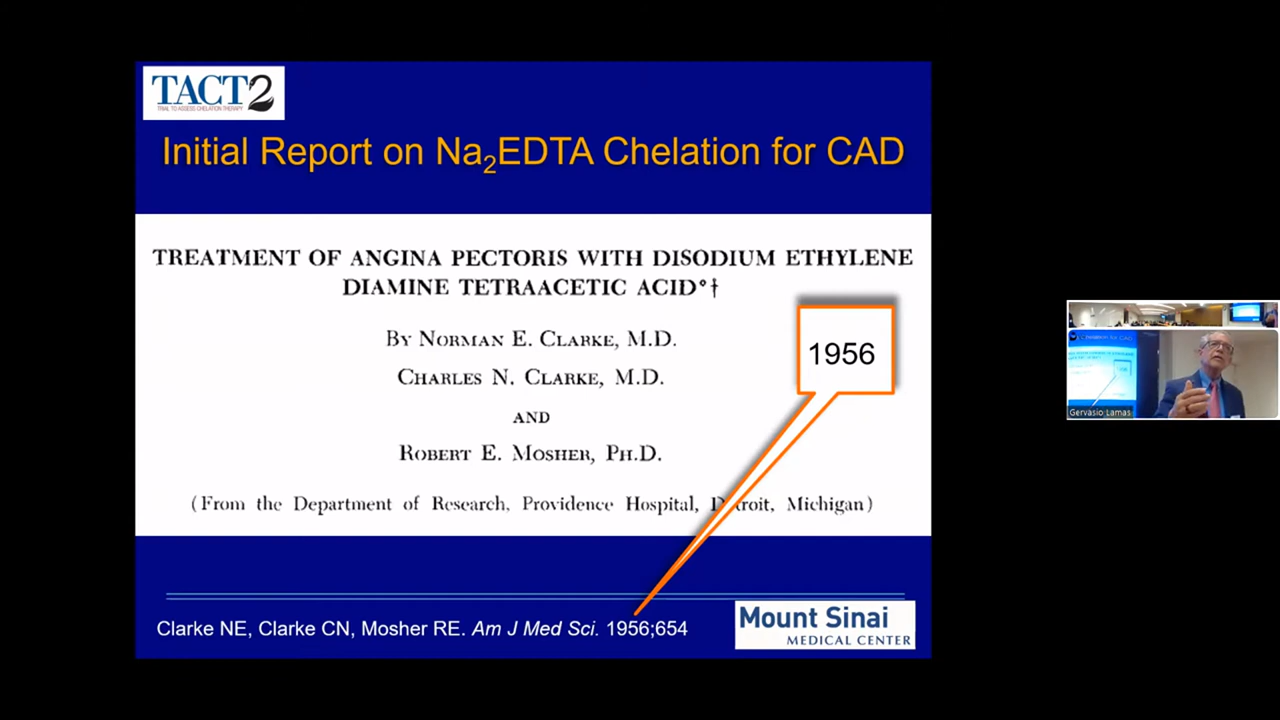 TACT2
TRIAL TO ASSESS CHELATION THERAPY
Initial Report on Na₂EDTA Chelation for CAD
TREATMENT OF ANGINA PECTORIS WITH DISODIUM ETHYLENE
DIAMINE TETRAACETIC ACID*†
By Norman E. Clarke, M.D.
Charles N. Clarke, M.D.
AND
Robert E. Mosher, Ph.D.
(From the Department of Research, Providence Hospital, Detroit, Michigan)
1956
Clarke NE, Clarke CN, Mosher RE. Am J Med Sci. 1956;654
Mount Sinai
MEDICAL CENTER
Gervasio Lamas